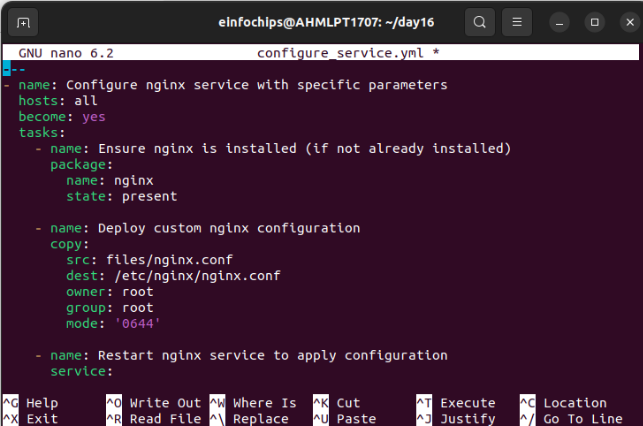 einfochips@AHMLPT1707: ~/day16
GNU nano 6.2 configure_service.yml *
---
- name: Configure nginx service with specific parameters
  hosts: all
  become: yes
  tasks:
    - name: Ensure nginx is installed (if not already installed)
      package:
        name: nginx
        state: present

    - name: Deploy custom nginx configuration
      copy:
        src: files/nginx.conf
        dest: /etc/nginx/nginx.conf
        owner: root
        group: root
        mode: '0644'

    - name: Restart nginx service to apply configuration
      service:
^G Help ^O Write Out ^W Where Is ^K Cut ^T Execute ^C Location
^X Exit ^R Read File ^\ Replace ^U Paste ^J Justify ^/ Go To Line